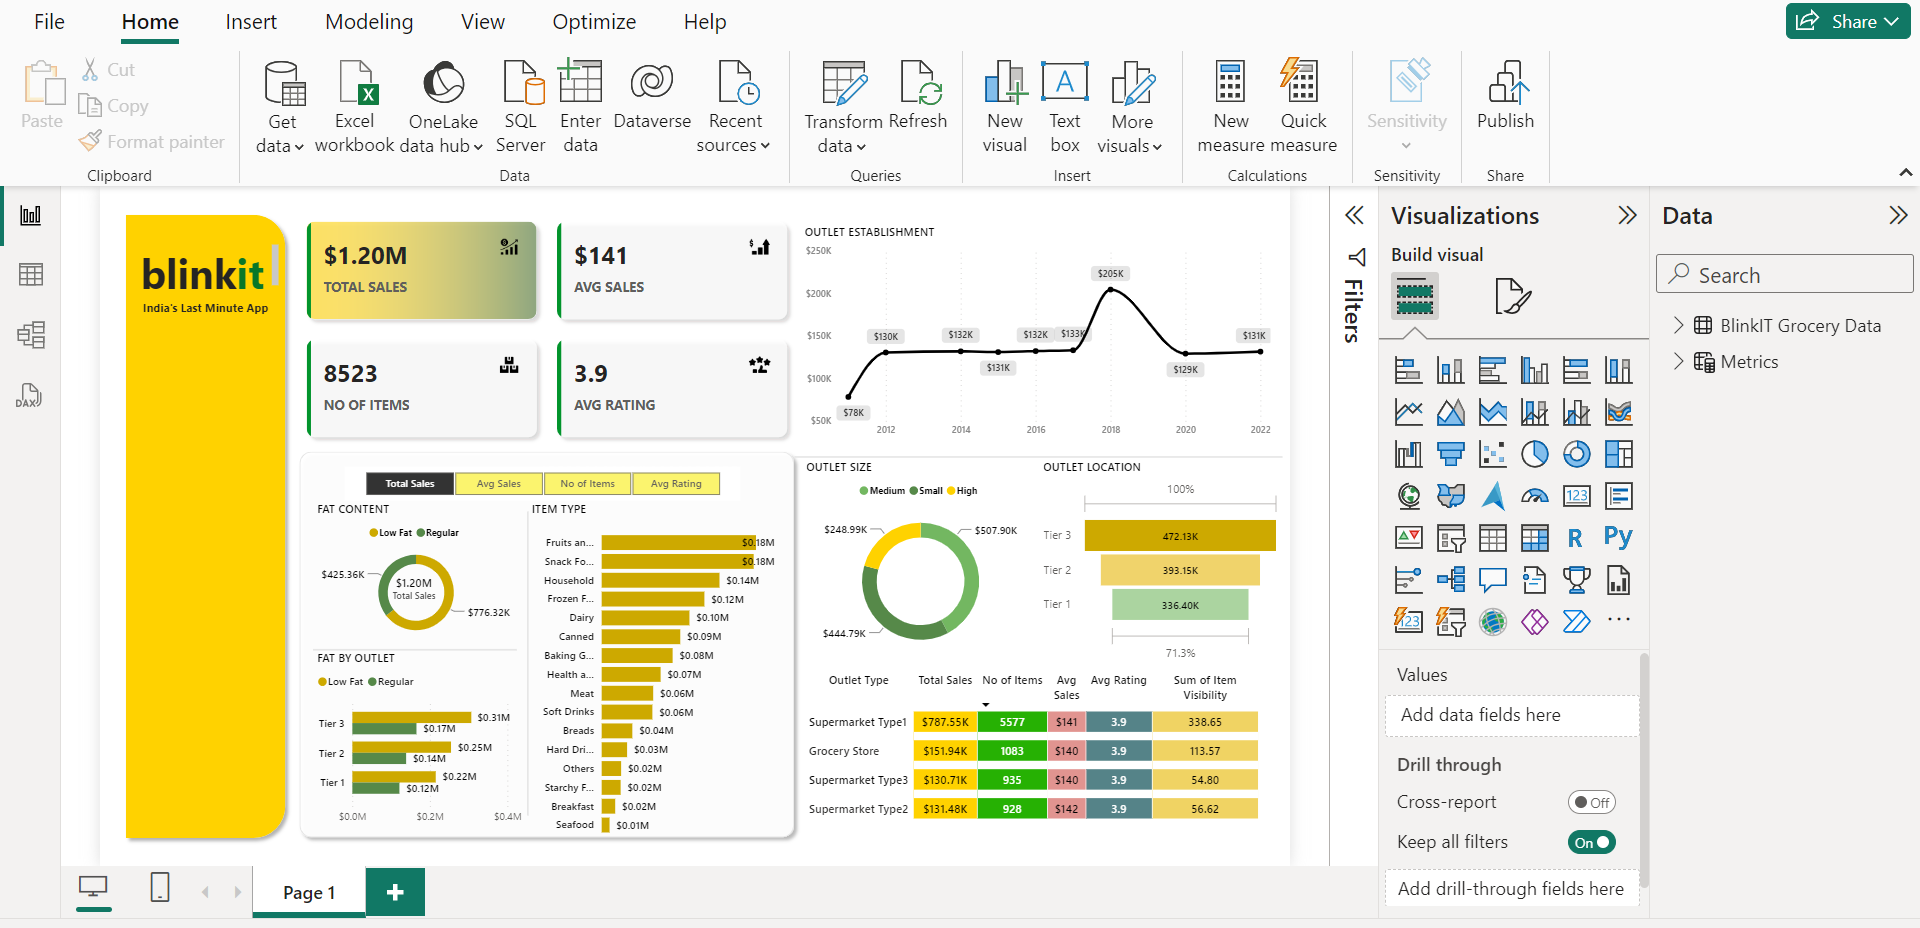 File Home Insert Modeling View Optimize Help
Share
Paste
Cut
Copy
Format painter
Clipboard
Get data
Excel workbook
OneLake data hub
SQL Server
Enter data
Dataverse
Recent sources
Data
Transform data
Refresh
Queries
New visual
Text box
More visuals
Insert
New measure
Quick measure
Calculations
Sensitivity
Sensitivity
Publish
Share
blinkit
India's Last Minute App
$1.20M
TOTAL SALES
$141
AVG SALES
8523
NO OF ITEMS
3.9
AVG RATING
OUTLET ESTABLISHMENT
$250K
$200K
$150K
$100K
$50K
$78K
$130K
$132K
$131K
$132K
$133K
$205K
$129K
$131K
2012 2014 2016 2018 2020 2022
Total Sales Avg Sales No of Items Avg Rating
FAT CONTENT
Low Fat Regular
$425.36K
$1.20M
Total Sales
$776.32K
FAT BY OUTLET
Low Fat Regular
Tier 3 $0.31M
$0.17M
Tier 2 $0.25M
$0.14M
Tier 1 $0.22M
$0.12M
$0.0M $0.2M $0.4M
ITEM TYPE
Fruits an... $0.18M
Snack Fo... $0.18M
Household $0.14M
Frozen F... $0.12M
Dairy $0.10M
Canned $0.09M
Baking G... $0.08M
Health a... $0.07M
Meat $0.06M
Soft Drinks $0.06M
Breads $0.04M
Hard Dri... $0.03M
Others $0.02M
Starchy F... $0.02M
Breakfast $0.02M
Seafood $0.01M
OUTLET SIZE
Medium Small High
$248.99K
$507.90K
$444.79K
OUTLET LOCATION
100%
Tier 3 472.13K
Tier 2 393.15K
Tier 1 336.40K
71.3%
Outlet Type Total Sales No of Items Avg Sales Avg Rating Sum of Item Visibility
Supermarket Type1 $787.55K 5577 $141 3.9 338.65
Grocery Store $151.94K 1083 $140 3.9 113.57
Supermarket Type3 $130.71K 935 $140 3.9 54.80
Supermarket Type2 $131.48K 928 $142 3.9 56.62
Filters
Visualizations
Build visual
123
R
Py
123
Values
Add data fields here
Drill through
Cross-report Off
Keep all filters On
Add drill-through fields here
Data
Search
BlinkIT Grocery Data
Metrics
DAX
Page 1